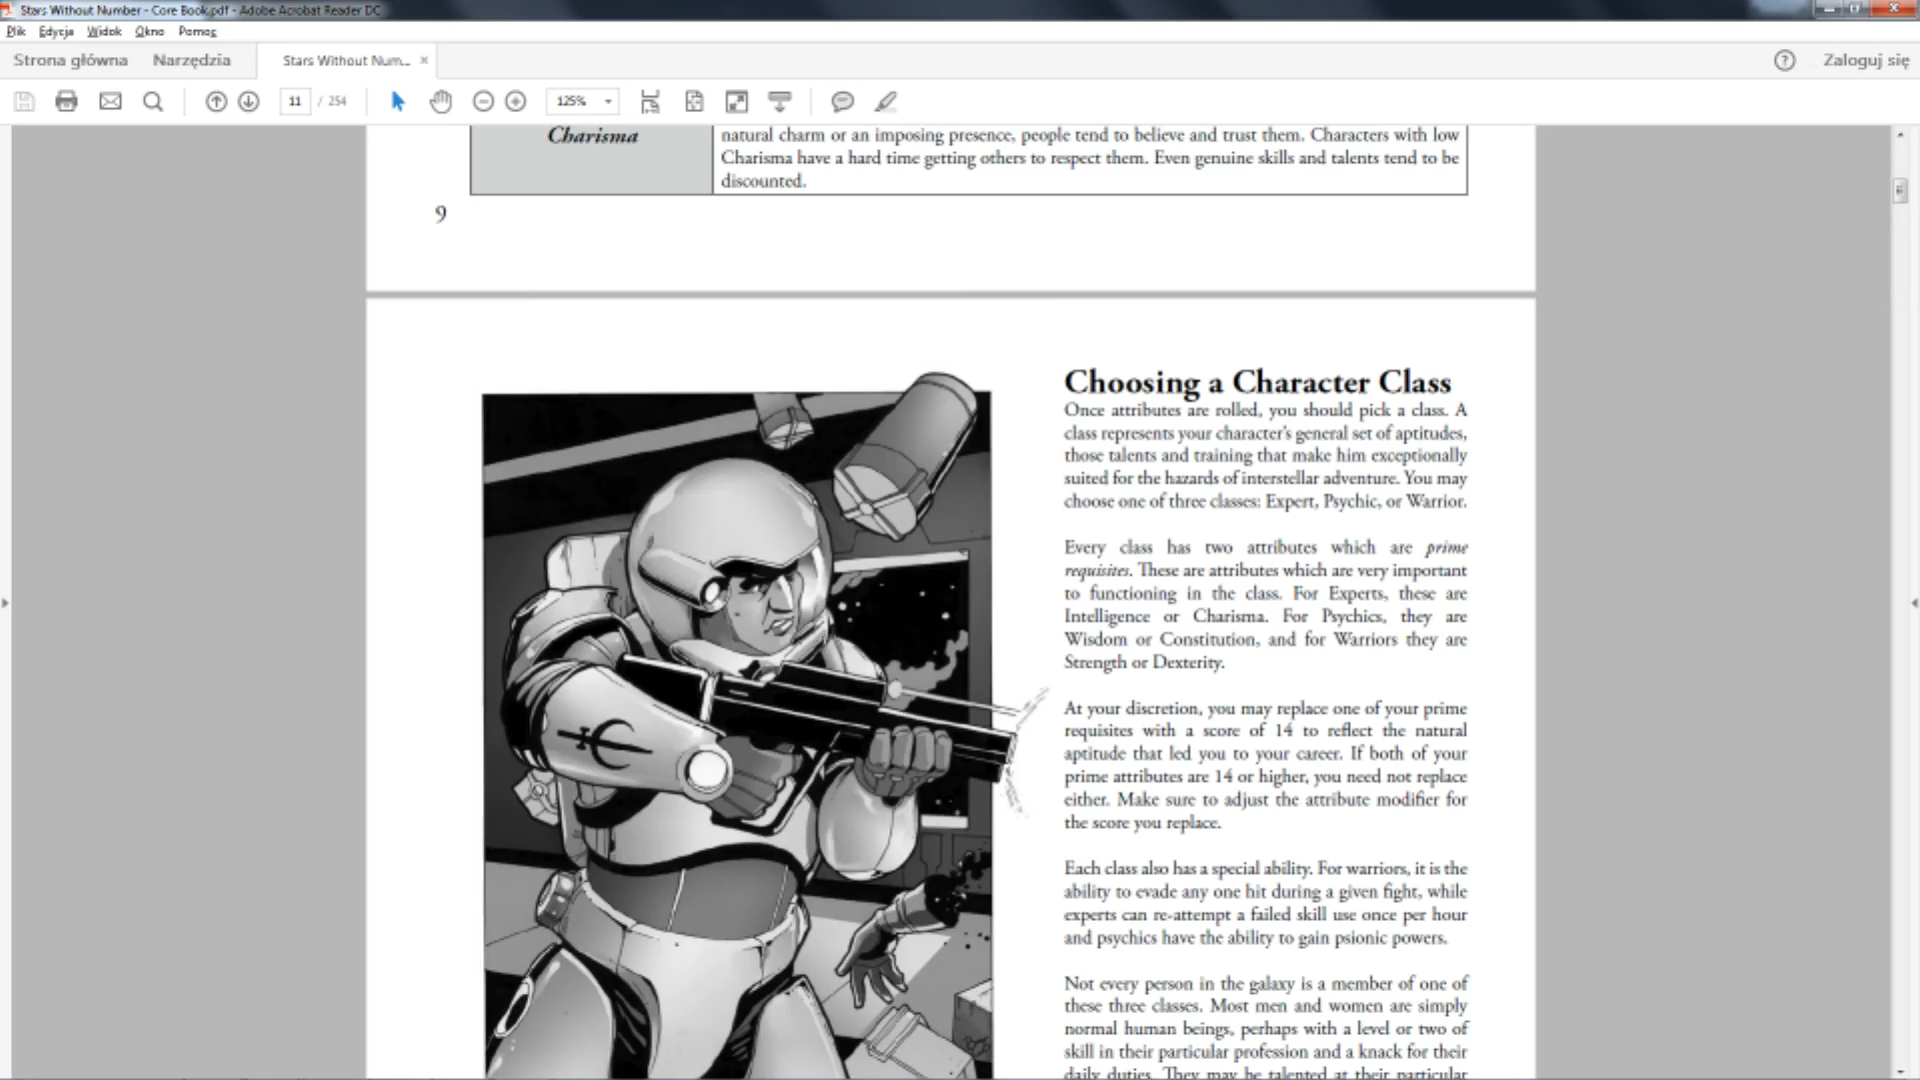 Stars Without Number - Core Book.pdf - Adobe Acrobat Reader DC
Plik Edycja Widok Okno Pomoc
Strona główna Narzędzia Stars Without Num... × ? Zaloguj się
11 / 254 125%
Charisma
natural charm or an imposing presence, people tend to believe and trust them. Characters with low
Charisma have a hard time getting others to respect them. Even genuine skills and talents tend to be
discounted.
9
Choosing a Character Class
Once attributes are rolled, you should pick a class. A
class represents your character's general set of aptitudes,
those talents and training that make him exceptionally
suited for the hazards of interstellar adventure. You may
choose one of three classes: Expert, Psychic, or Warrior.
Every class has two attributes which are prime
requisites. These are attributes which are very important
to functioning in the class. For Experts, these are
Intelligence or Charisma. For Psychics, they are
Wisdom or Constitution, and for Warriors they are
Strength or Dexterity.
At your discretion, you may replace one of your prime
requisites with a score of 14 to reflect the natural
aptitude that led you to your career. If both of your
prime attributes are 14 or higher, you need not replace
either. Make sure to adjust the attribute modifier for
the score you replace.
Each class also has a special ability. For warriors, it is the
ability to evade any one hit during a given fight, while
experts can re-attempt a failed skill use once per hour
and psychics have the ability to gain psionic powers.
Not every person in the galaxy is a member of one of
these three classes. Most men and women are simply
normal human beings, perhaps with a level or two of
skill in their particular profession and a knack for their
daily duties. They may be talented at their particular